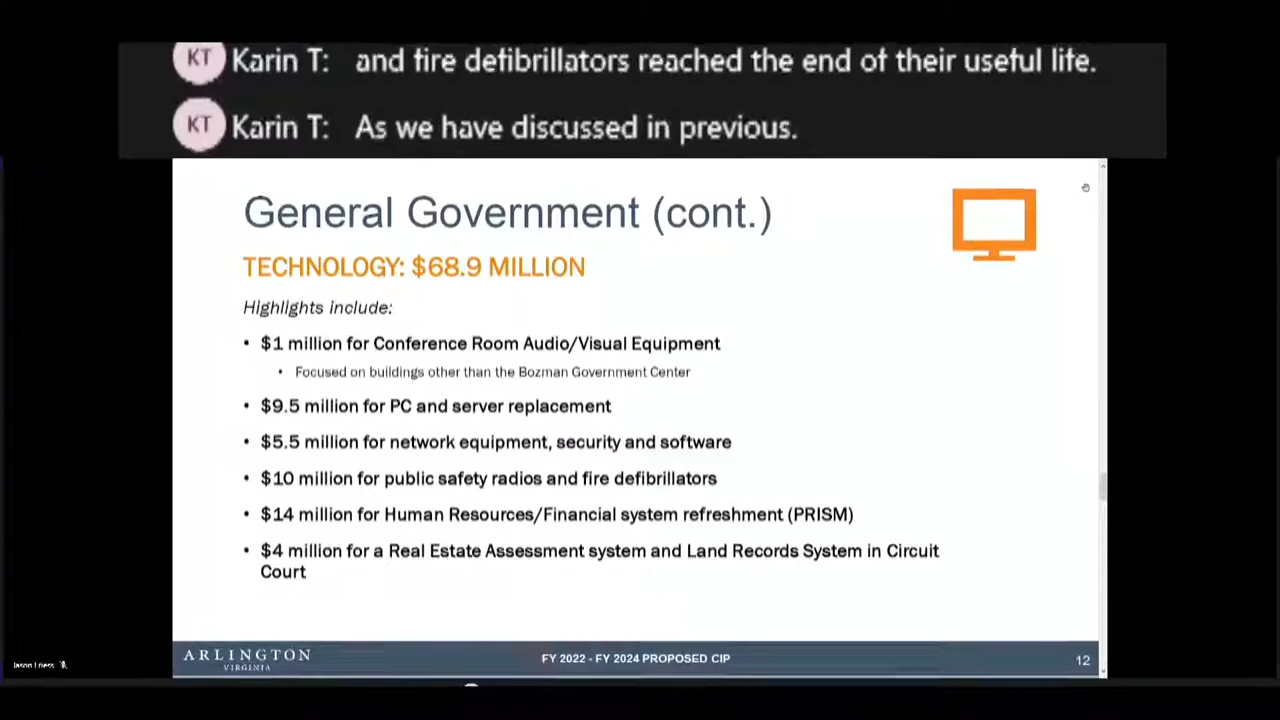 KT Karin T: and fire defibrillators reached the end of their useful life.
KT Karin T: As we have discussed in previous.
General Government (cont.)
TECHNOLOGY: $68.9 MILLION
Highlights include:
• $1 million for Conference Room Audio/Visual Equipment
• Focused on buildings other than the Bozman Government Center
• $9.5 million for PC and server replacement
• $5.5 million for network equipment, security and software
• $10 million for public safety radios and fire defibrillators
• $14 million for Human Resources/Financial system refreshment (PRISM)
• $4 million for a Real Estate Assessment system and Land Records System in Circuit
Court
ARLINGTON
VIRGINIA
FY 2022 - FY 2024 PROPOSED CIP
12
Jason